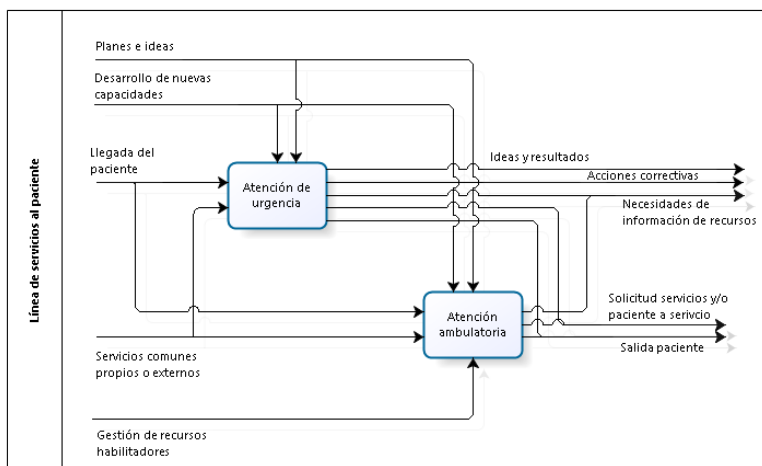 Línea de servicios al paciente
Planes e ideas
Desarrollo de nuevas
capacidades
Llegada del
paciente
Atención de
urgencia
Ideas y resultados
Acciones correctivas
Necesidades de
información de recursos
Atención
ambulatoria
Solicitud servicios y/o
paciente a serivcio
Salida paciente
Servicios comunes
propios o externos
Gestión de recursos
habilitadores